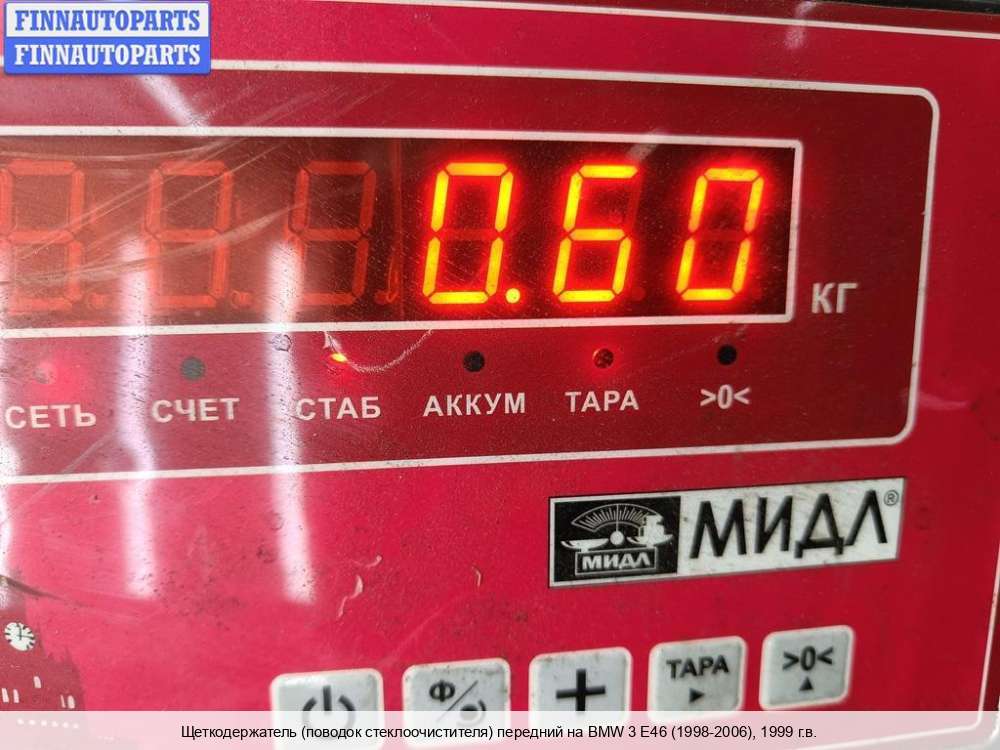 FINNAUTOPARTS
FINNAUTOPARTS
0.60
КГ
СЕТЬ СЧЕТ СТАБ АККУМ ТАРА >0<
МИДЛ МИДЛ®
Ф ТАРА >0<
+
Щеткодержатель (поводок стеклоочистителя) передний на BMW 3 E46 (1998-2006), 1999 г.в.